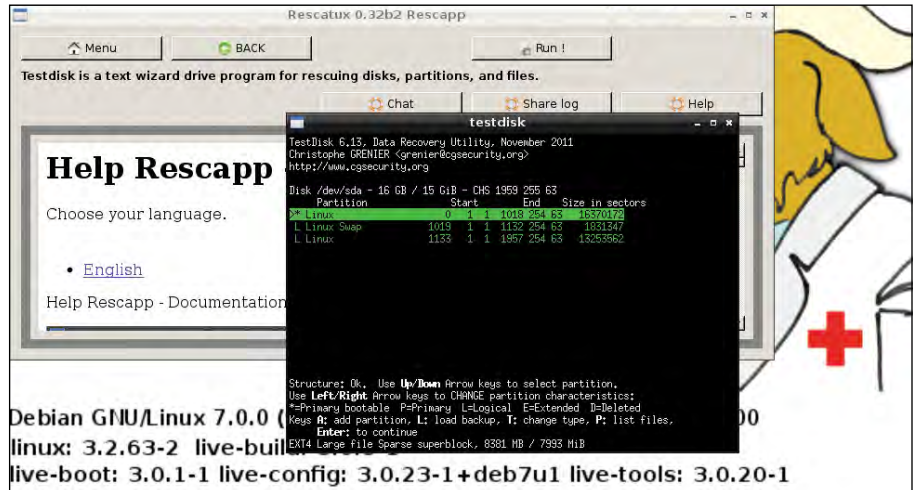 Rescatux 0.32b2 Rescapp
Menu
BACK
Run !
Testdisk is a text wizard drive program for rescuing disks, partitions, and files.
Chat
Share log
Help
Help Rescapp
Choose your language.
• English
Help Rescapp - Documentation
testdisk
TestDisk 6.13, Data Recovery Utility, November 2011
Christophe GRENIER <grenier@cgsecurity.org>
http://www.cgsecurity.org
Disk /dev/sda - 16 GB / 15 GiB - CHS 1959 255 63
Partition Start End Size in sectors
>* Linux 0 1 1 1018 254 63 16370172
L Linux Swap 1019 1 1 1132 254 63 1831347
L Linux 1133 1 1 1957 254 63 13253562
Structure: Ok. Use Up/Down Arrow keys to select partition.
Use Left/Right Arrow keys to CHANGE partition characteristics:
*=Primary bootable P=Primary L=Logical E=Extended D=Deleted
Keys A: add partition, L: load backup, T: change type, P: list files,
Enter: to continue
EXT4 Large file Sparse superblock, 8381 MB / 7993 MiB
Debian GNU/Linux 7.0.0 ( 00
linux: 3.2.63-2 live-buil
live-boot: 3.0.1-1 live-config: 3.0.23-1+deb7u1 live-tools: 3.0.20-1